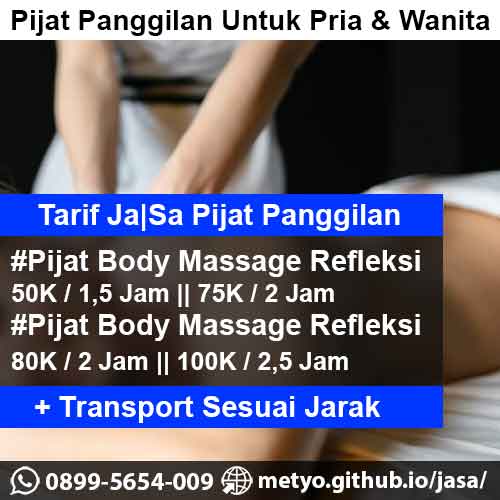 Pijat Panggilan Untuk Pria & Wanita
Tarif Ja|Sa Pijat Panggilan
#Pijat Body Massage Refleksi
50K / 1,5 Jam || 75K / 2 Jam
#Pijat Body Massage Refleksi
80K / 2 Jam || 100K / 2,5 Jam
+ Transport Sesuai Jarak
0899-5654-009 metyo.github.io/jasa/